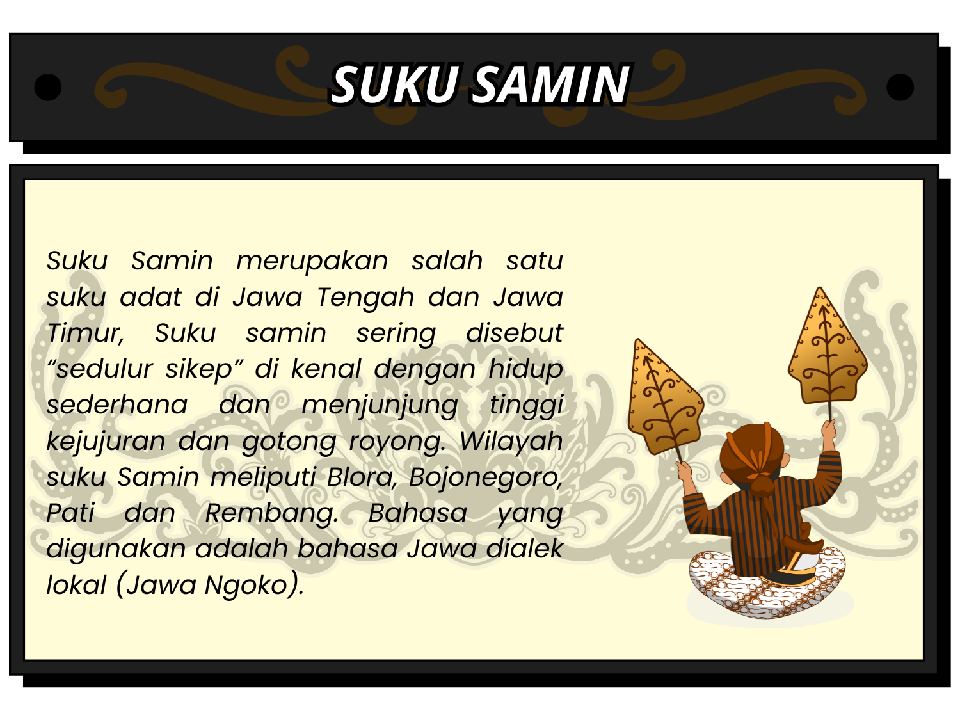 SUKU SAMIN
Suku Samin merupakan salah satu
suku adat di Jawa Tengah dan Jawa
Timur, Suku samin sering disebut
“sedulur sikep” di kenal dengan hidup
sederhana dan menjunjung tinggi
kejujuran dan gotong royong. Wilayah
suku Samin meliputi Blora, Bojonegoro,
Pati dan Rembang. Bahasa yang
digunakan adalah bahasa Jawa dialek
lokal (Jawa Ngoko).